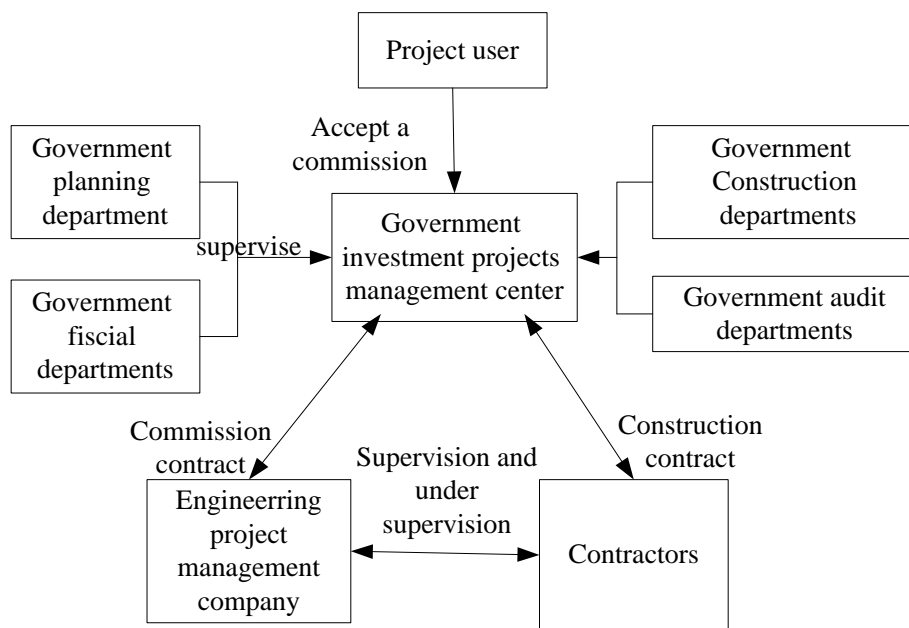 Project user
Accept a
commission
Government
planning
department
Government
Construction
departments
supervise
Government
investment projects
management center
Government
fiscial
departments
Government audit
departments
Commission
contract
Construction
contract
Supervision and
under
supervision
Engineerring
project
management
company
Contractors